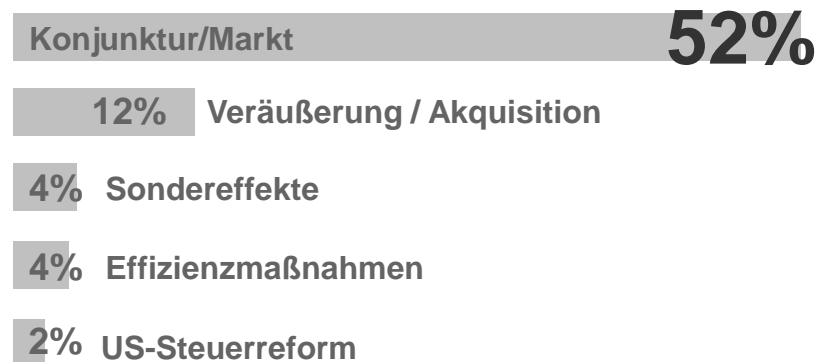 Konjunktur/Markt 52%
12% Veräußerung / Akquisition
4% Sondereffekte
4% Effizienzmaßnahmen
2% US-Steuerreform